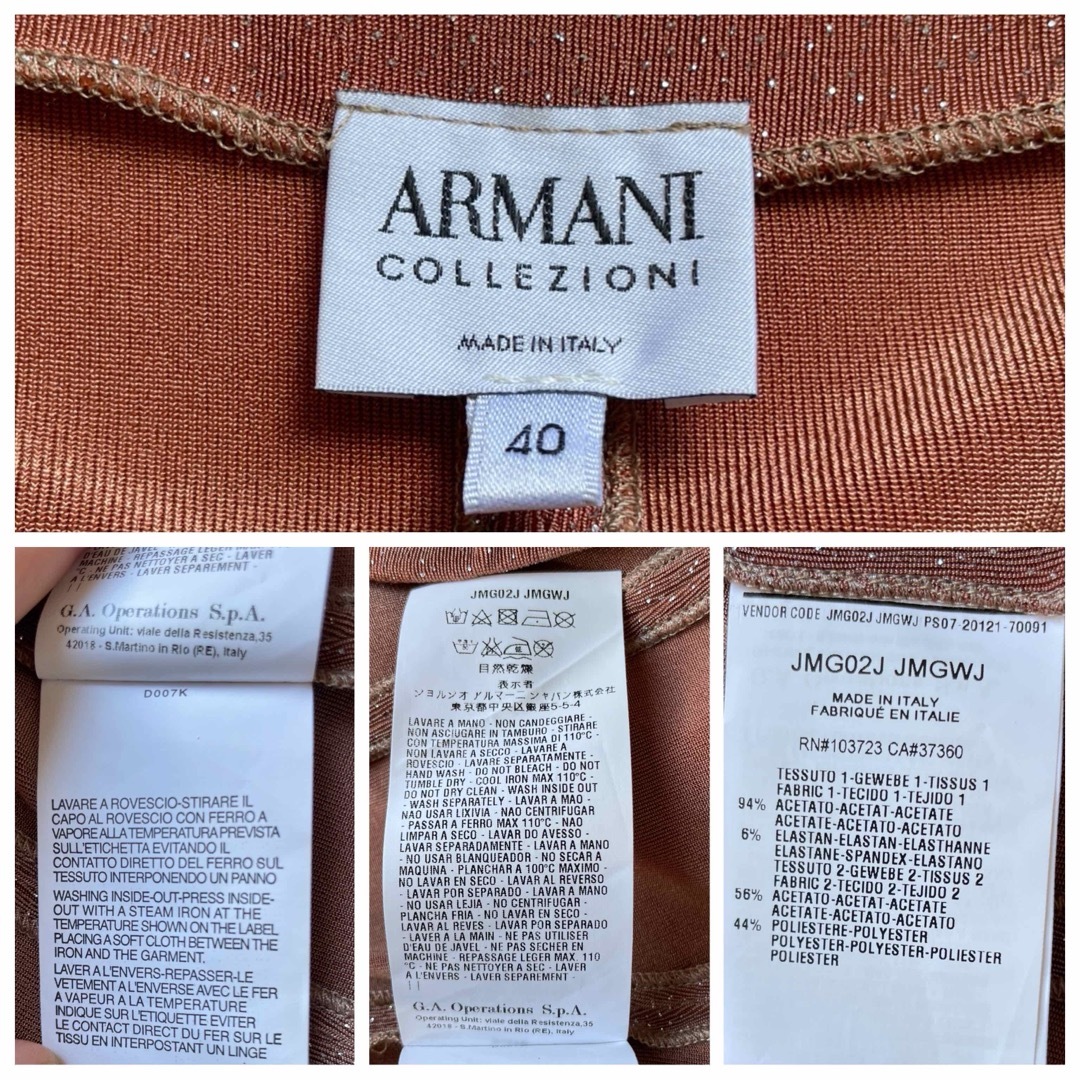 ARMANI
COLLEZIONI
MADE IN ITALY
40
D'EAU DE JAVEL
MACHINE - REPASSAGE LEGER
°C - NE PAS NETTOYER A SEC - LAVER
A L'ENVERS - LAVER SEPAREMENT -
G.A. Operations S.p.A.
Operating Unit: viale della Resistenza,35
42018 - S.Martino in Rio (RE), Italy
D007K
LAVARE A ROVESCIO-STIRARE IL
CAPO AL ROVESCIO CON FERRO A
VAPORE ALLA TEMPERATURA PREVISTA
SULL'ETICHETTA EVITANDO IL
CONTATTO DIRETTO DEL FERRO SUL
TESSUTO INTERPONENDO UN PANNO
WASHING INSIDE-OUT-PRESS INSIDE-
OUT WITH A STEAM IRON AT THE
TEMPERATURE SHOWN ON THE LABEL
PLACING A SOFT CLOTH BETWEEN THE
IRON AND THE GARMENT.
LAVER A L'ENVERS-REPASSER-LE
VETEMENT A L'ENVERSE AVEC LE FER
A VAPEUR A LA TEMPERATURE
INDIQUE SUR L'ETIQUETTE EVITER
LE CONTACT DIRECT DU FER SUR LE
TISSU EN INTERPOSTANT UN LINGE
JMG02J JMGWJ
自然乾燥
表示者
ジョルジオ アルマーニ ジャパン株式会社
東京都中央区銀座5-5-4
LAVARE A MANO - NON CANDEGGIARE -
NON ASCIUGARE IN TAMBURO - STIRARE
CON TEMPERATURA MASSIMA DI 110°C -
NON LAVARE A SECCO - LAVARE A
ROVESCIO - LAVARE SEPARATAMENTE -
HAND WASH - DO NOT BLEACH - DO NOT
TUMBLE DRY - COOL IRON MAX 110°C -
DO NOT DRY CLEAN - WASH INSIDE OUT
- WASH SEPARATELY - LAVAR A MAO -
NAO USAR LIXIVIA - NAO CENTRIFUGAR
- PASSAR A FERRO MAX 110°C - NAO
LIMPAR A SECO - LAVAR DO AVESSO -
LAVAR SEPARADAMENTE - LAVAR A MANO
- NO USAR BLANQUEADOR - NO SECAR A
MAQUINA - PLANCHAR A 100°C MAXIMO -
NO LAVAR EN SECO - LAVAR AL REVERSO
- LAVAR POR SEPARADO - LAVAR A MANO
- NO USAR LEJIA - NO CENTRIFUGAR -
PLANCHA FRIA - NO LAVAR EN SECO -
LAVAR AL REVES - LAVAR POR SEPARADO
- LAVER A LA MAIN - NE PAS UTILISER
D'EAU DE JAVEL - NE PAS SECHER EN
MACHINE - REPASSAGE LEGER MAX. 110
°C - NE PAS NETTOYER A SEC - LAVER
A L'ENVERS - LAVER SEPAREMENT -
G.A. Operations S.p.A.
Operating Unit: viale della Resistenza,35
42018 - S.Martino in Rio (RE), Italy
VENDOR CODE JMG02J JMGWJ PS07-20121-70091
JMG02J JMGWJ
MADE IN ITALY
FABRIQUÉ EN ITALIE
RN#103723 CA#37360
TESSUTO 1-GEWEBE 1-TISSUS 1
FABRIC 1-TECIDO 1-TEJIDO 1
94% ACETATO-ACETAT-ACETATE
ACETATE-ACETATO-ACETATO
6% ELASTAN-ELASTAN-ELASTHANNE
ELASTANE-SPANDEX-ELASTANO
TESSUTO 2-GEWEBE 2-TISSUS 2
FABRIC 2-TECIDO 2-TEJIDO 2
56% ACETATO-ACETAT-ACETATE
ACETATE-ACETATO-ACETATO
44% POLIESTERE-POLYESTER
POLYESTER-POLYESTER-POLIESTER
POLIESTER